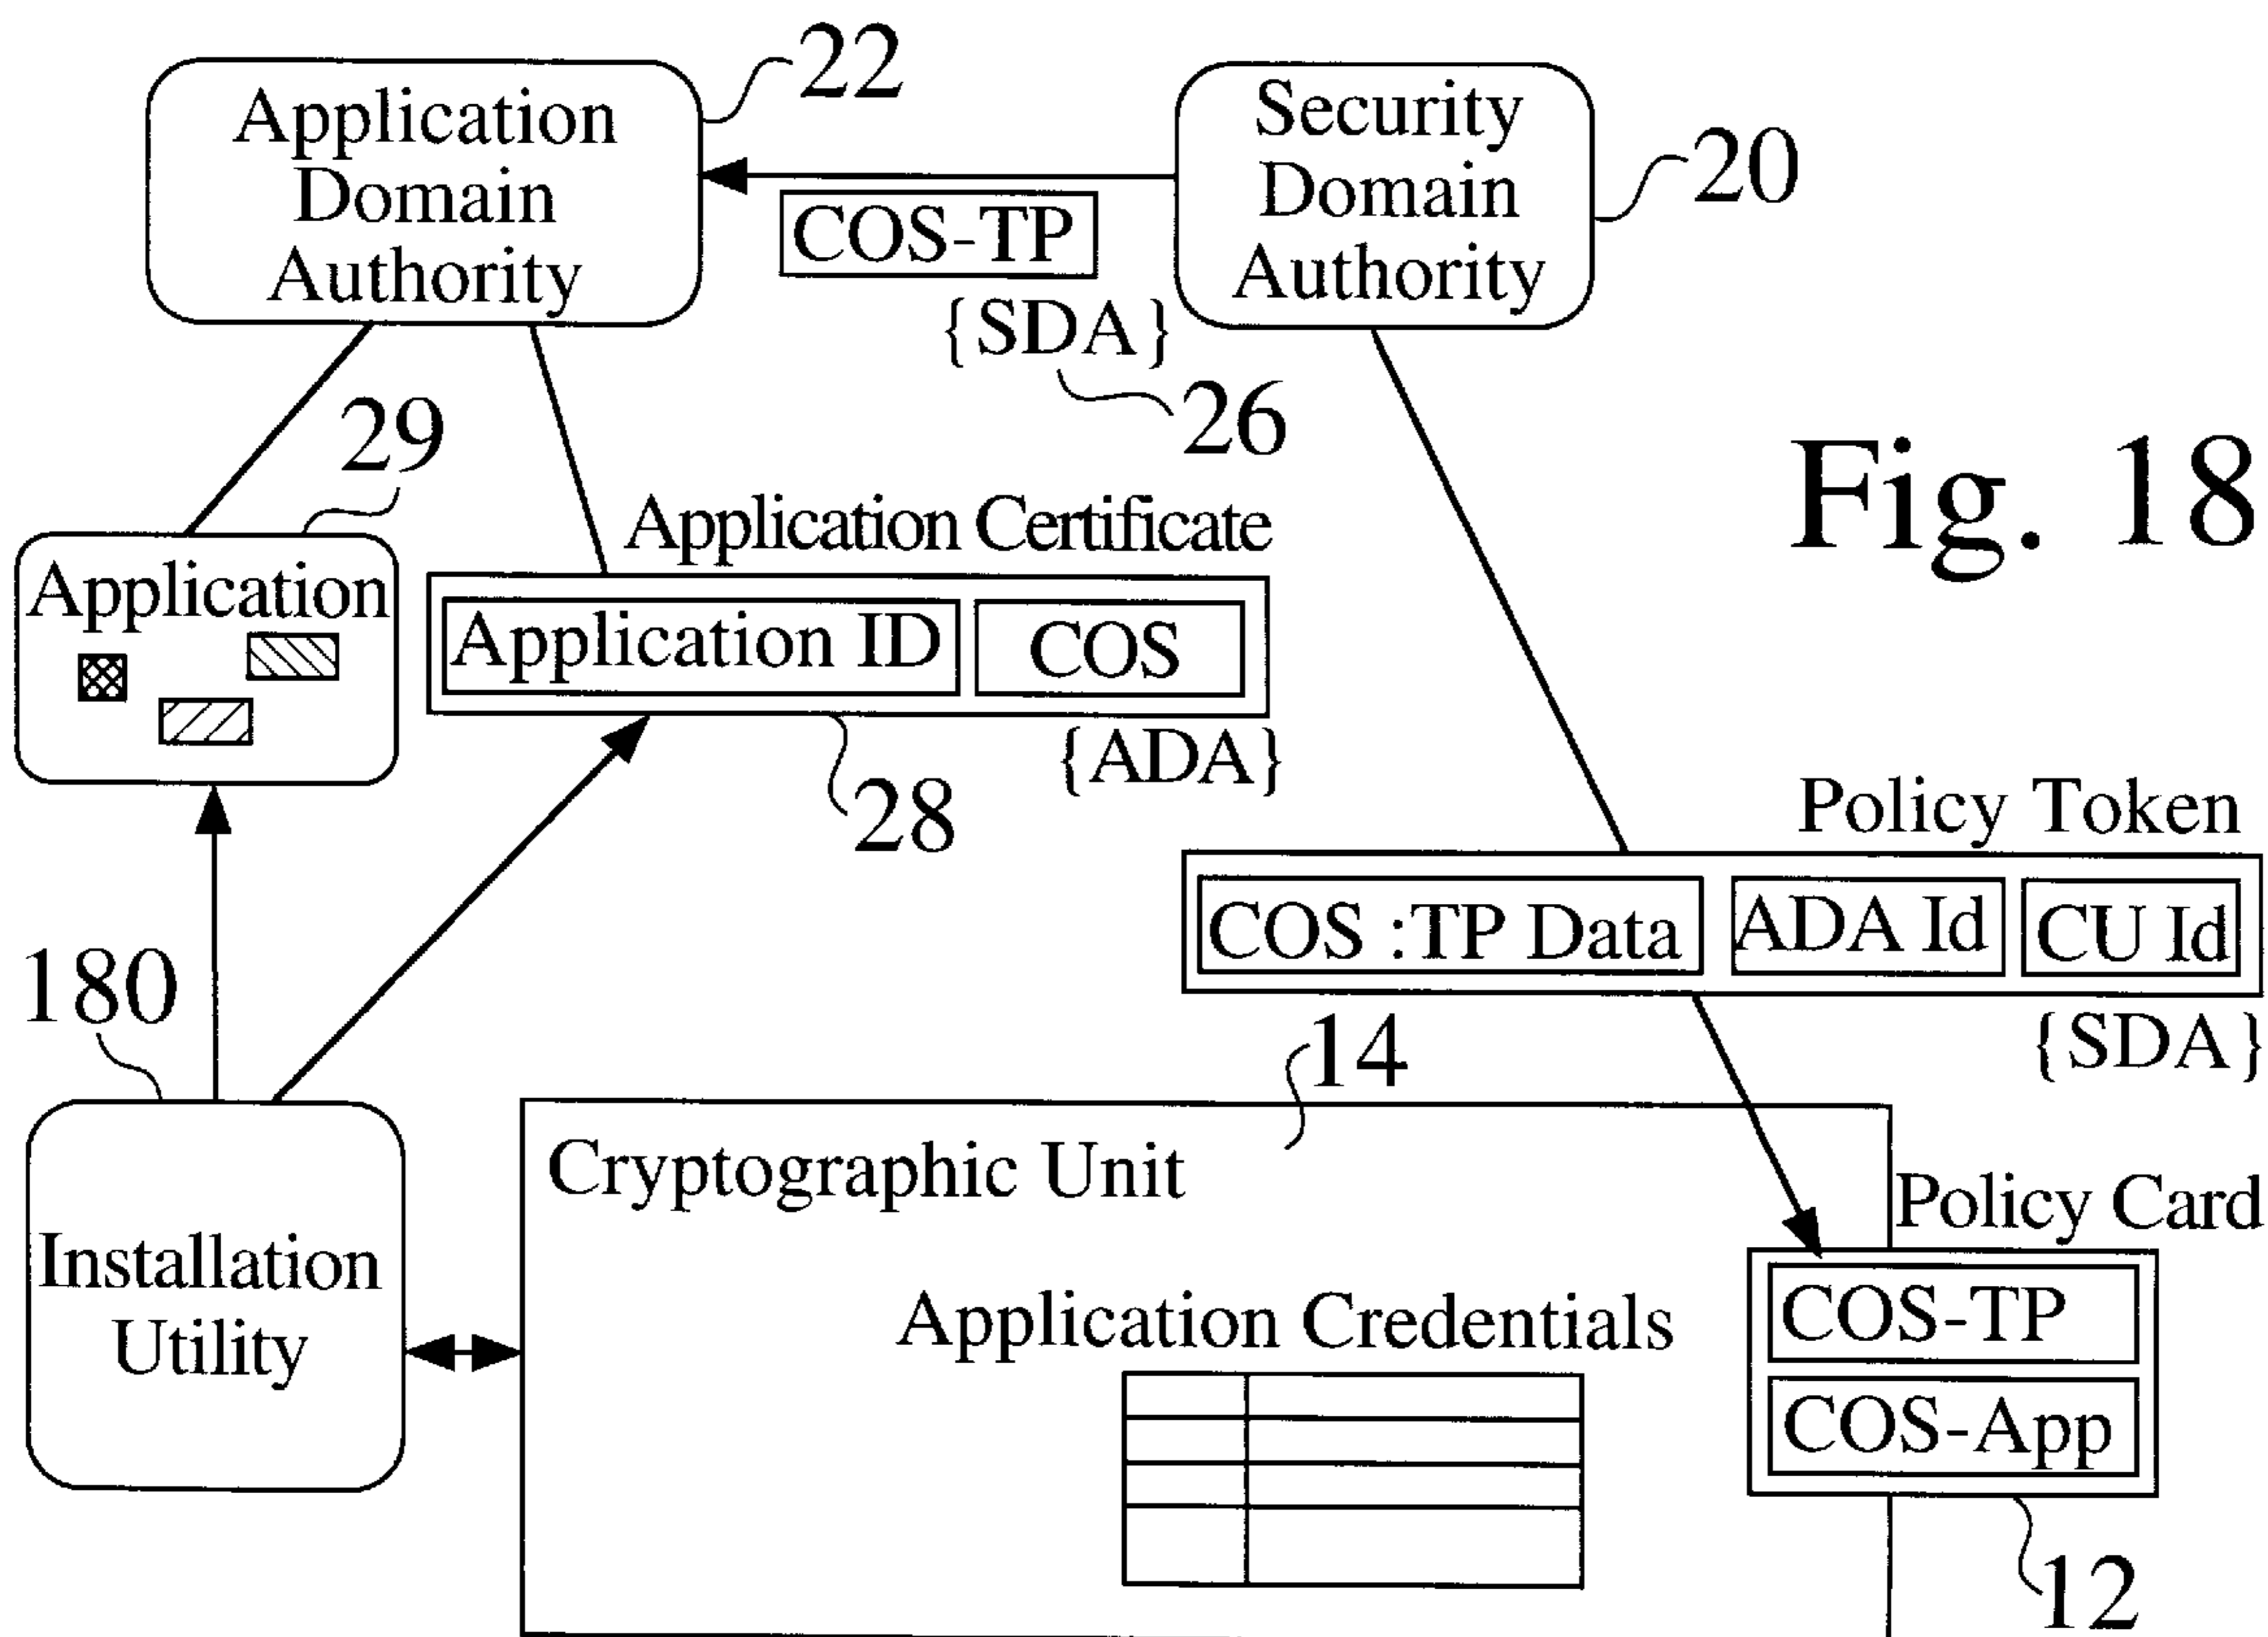 22
Application
Domain
Authority
Security
Domain
Authority
20
COS-TP
{SDA}
26
Fig. 18
29
Application
Application Certificate
Application ID
COS
{ADA}
28
Policy Token
COS :TP Data
ADA Id
CU Id
{SDA}
180
14
Installation
Utility
Cryptographic Unit
Application Credentials
Policy Card
COS-TP
COS-App
12